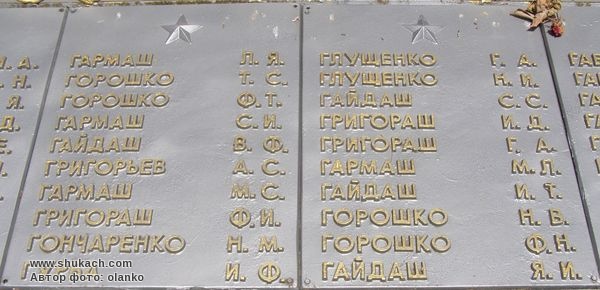 ГАРМАШ Л. Я.
ГОРОШКО Т. С.
ГОРОШКО Ф. Т.
ГАРМАШ С. И.
ГАЙДАШ В. Ф.
ГРИГОРЬЕВ А. С.
ГАРМАШ М. С.
ГРИГОРАШ Ф. И.
ГОНЧАРЕНКО Н. М.
И. Ф.
ГЛУЩЕНКО Г. А.
ГЛУЩЕНКО Н. И.
ГАЙДАШ С. С.
ГРИГОРАШ И. Д.
ГРИГОРАШ Г. А.
ГАРМАШ М. Л.
ГАЙДАШ И. Т.
ГОРОШКО Н. В.
ГОРОШКО Ф. Н.
ГАЙДАШ Я. И.
www.shukach.com
Автор фото: olanko